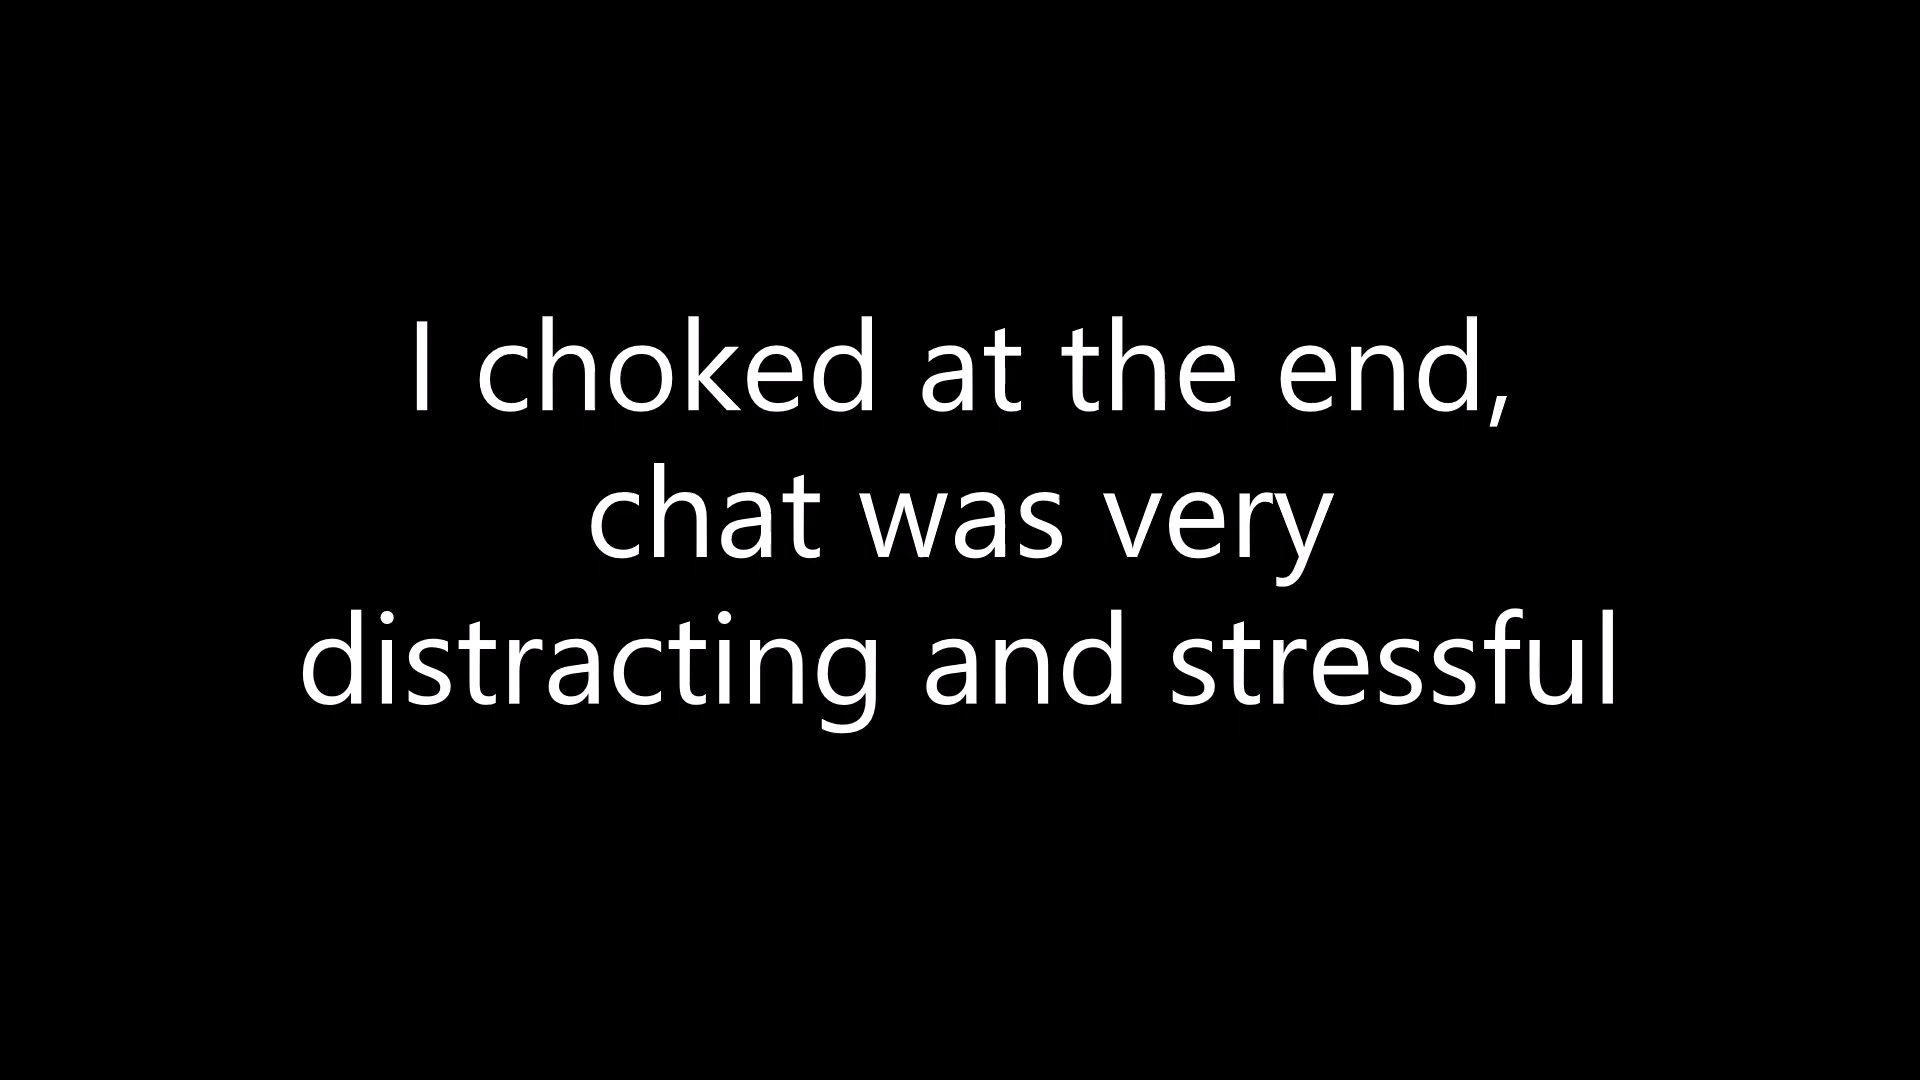 I choked at the end,
chat was very
distracting and stressful